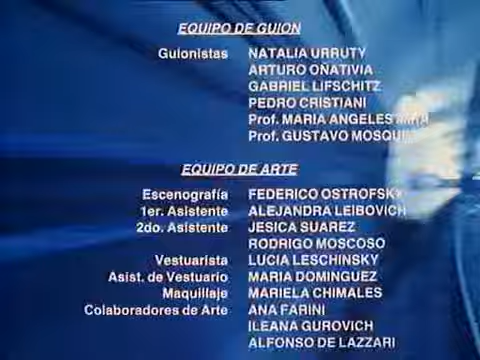 EQUIPO DE GUION
Guionistas NATALIA URRUTY
ARTURO OÑATIVIA
GABRIEL LIFSCHITZ
PEDRO CRISTIANI
Prof. MARIA ANGELES
Prof. GUSTAVO
EQUIPO DE ARTE
Escenografía FEDERICO OSTROFSKY
1er. Asistente ALEJANDRA LEIBOVICH
2do. Asistente JESICA SUAREZ
RODRIGO MOSCOSO
Vestuarista LUCIA LESCHINSKY
Asist. de Vestuario MARIA DOMINGUEZ
Maquillaje MARIELA CHIMALES
Colaboradores de Arte ANA FARINI
ILEANA GUROVICH
ALFONSO DE LAZZARI